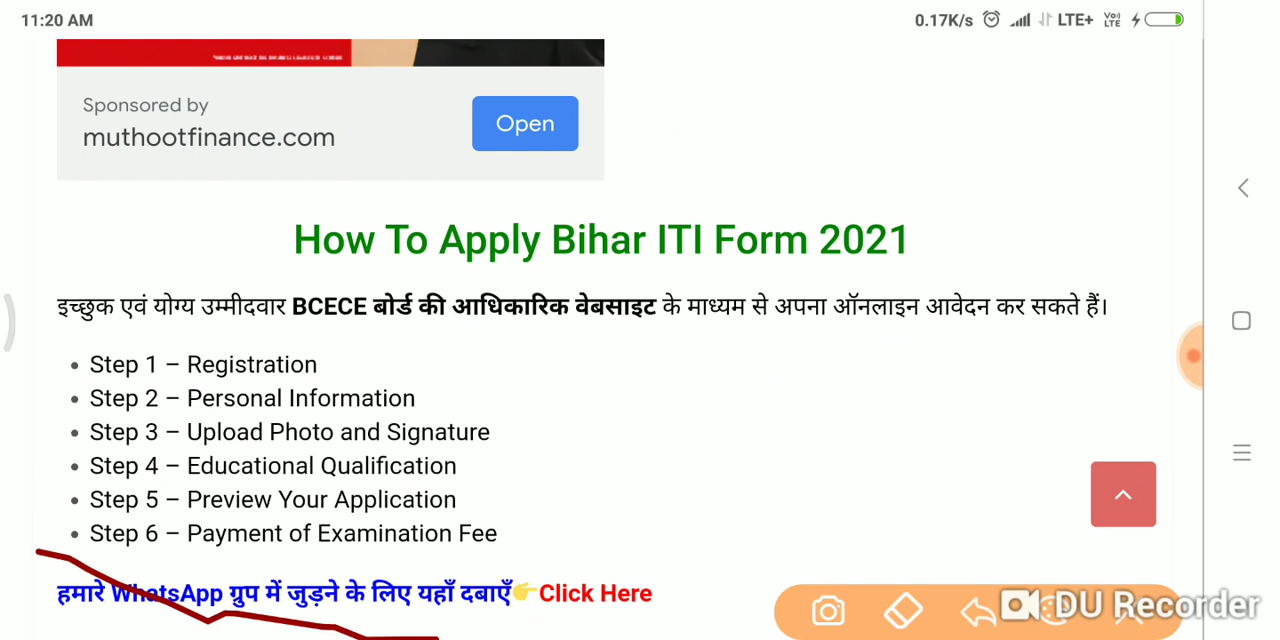 11:20 AM
0.17K/s LTE+ Vo) LTE
Sponsored by
muthootfinance.com
Open
How To Apply Bihar ITI Form 2021
इच्छुक एवं योग्य उम्मीदवार BCECE बोर्ड की आधिकारिक वेबसाइट के माध्यम से अपना ऑनलाइन आवेदन कर सकते हैं।
Step 1 – Registration
Step 2 – Personal Information
Step 3 – Upload Photo and Signature
Step 4 – Educational Qualification
Step 5 – Preview Your Application
Step 6 – Payment of Examination Fee
हमारे WhatsApp ग्रुप में जुड़ने के लिए यहाँ दबाएँ👉Click Here
DU Recorder